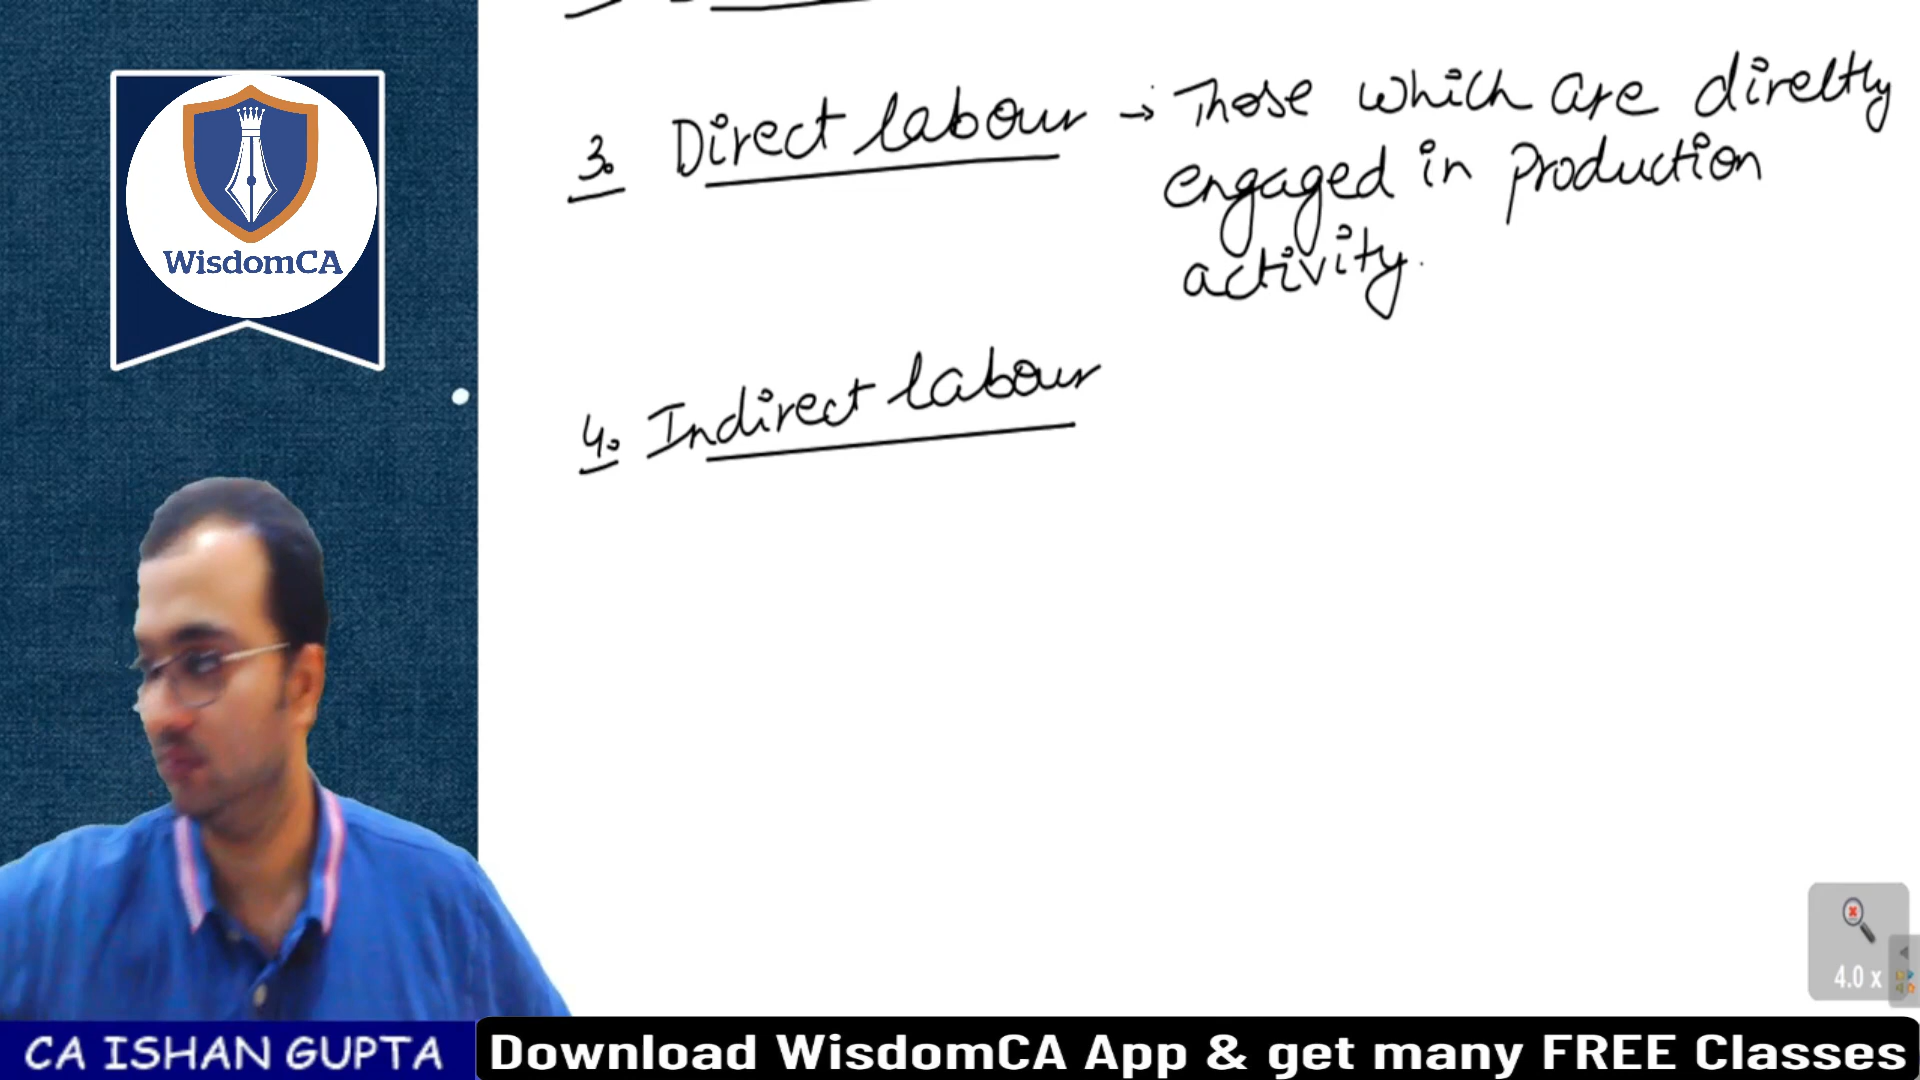 WisdomCA
3. Direct labour → Those which are direltly
engaged in production
activity.
4. Indirect labour
4.0 x
CA ISHAN GUPTA
Download WisdomCA App & get many FREE Classes